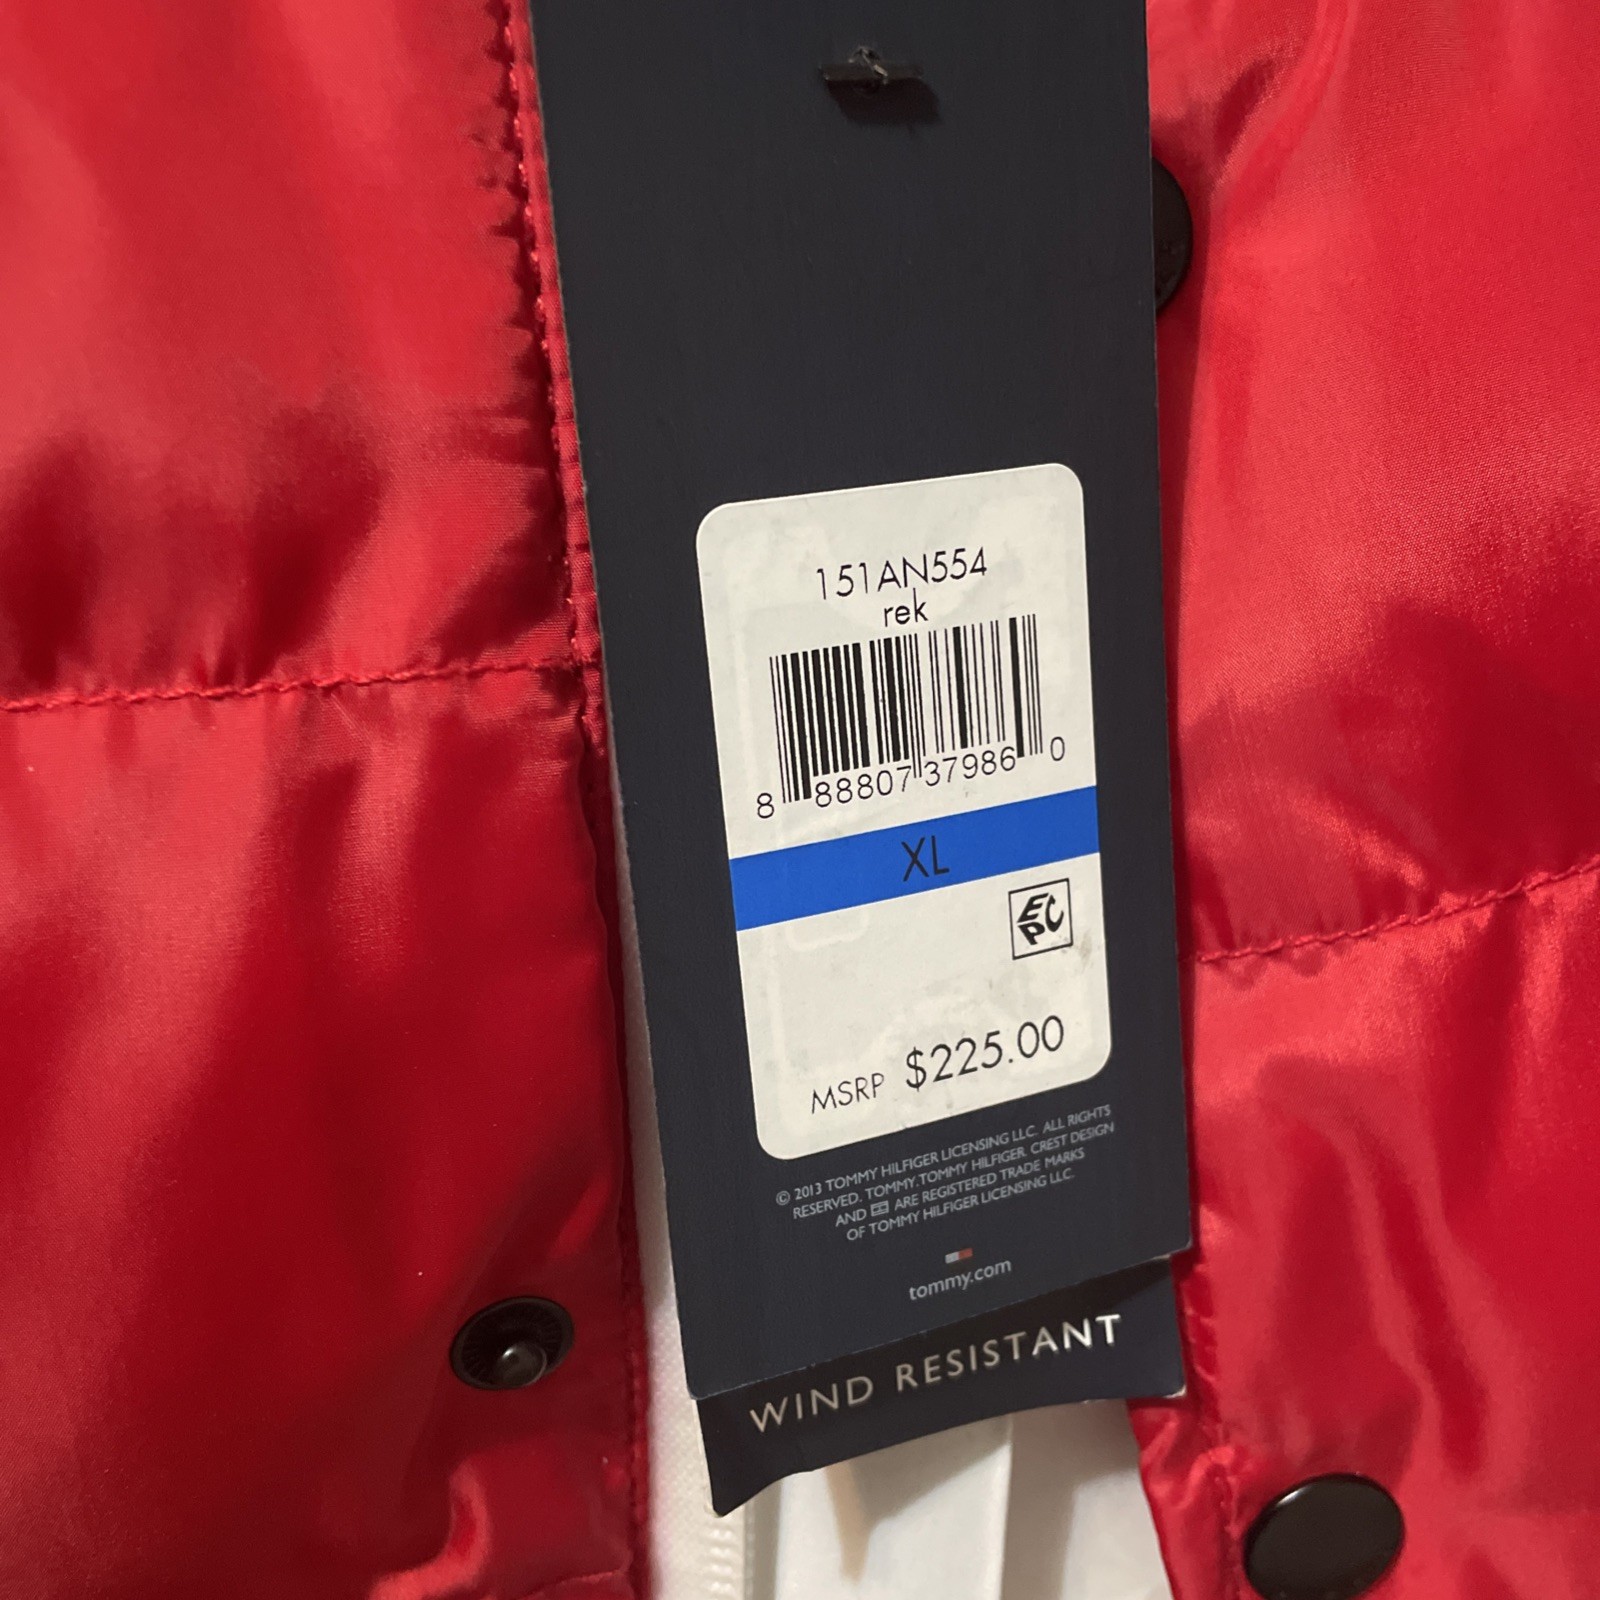 151AN554
rek
8 88807 37986 0
XL
EPC
MSRP $225.00
© 2013 TOMMY HILFIGER LICENSING LLC. ALL RIGHTS
RESERVED. TOMMY,TOMMY HILFIGER, CREST DESIGN
AND ARE REGISTERED TRADE MARKS
OF TOMMY HILFIGER LICENSING LLC.
tommy.com
WIND RESISTANT